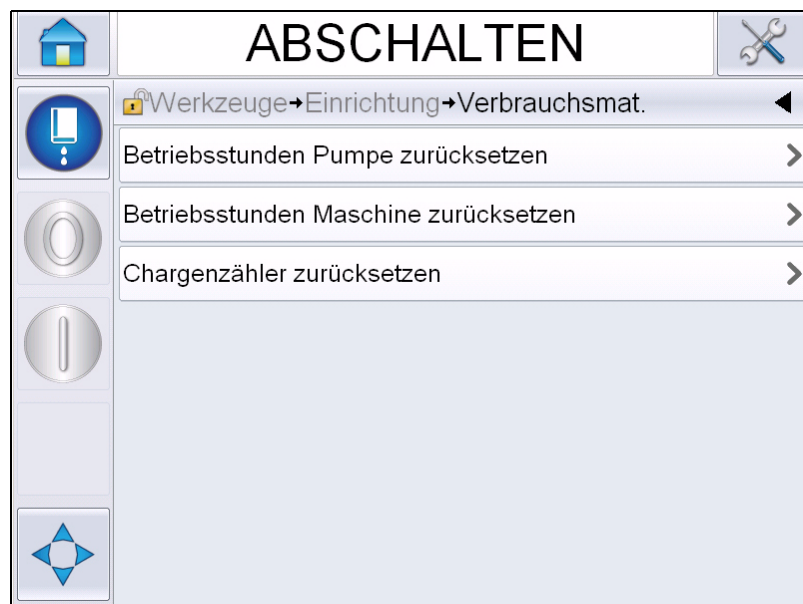 ABSCHALTEN
Werkzeuge→Einrichtung→Verbrauchsmat.
Betriebsstunden Pumpe zurücksetzen
Betriebsstunden Maschine zurücksetzen
Chargenzähler zurücksetzen